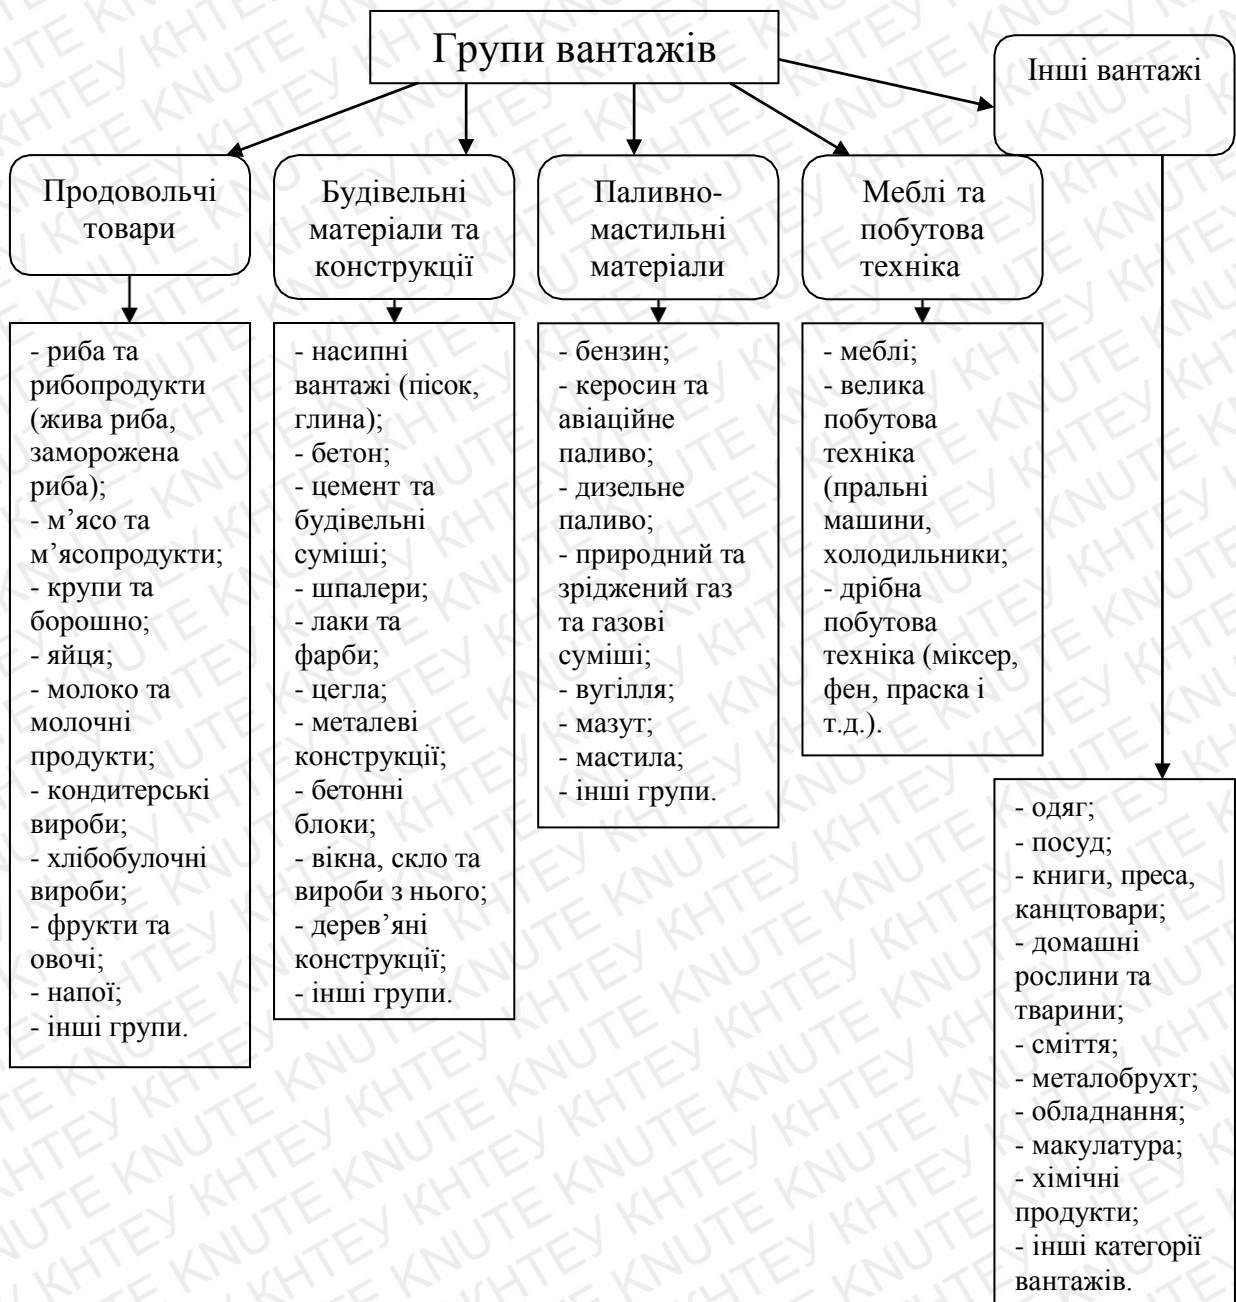 Групи вантажів
Інші вантажі
Продовольчі
товари
Будівельні
матеріали та
конструкції
Паливно-
мастильні
матеріали
Меблі та
побутова
техніка
- риба та
рибопродукти
(жива риба,
заморожена
риба);
- м’ясо та
м’ясопродукти;
- крупи та
борошно;
- яйця;
- молоко та
молочні
продукти;
- кондитерські
вироби;
- хлібобулочні
вироби;
- фрукти та
овочі;
- напої;
- інші групи.
- насипні
вантажі (пісок,
глина);
- бетон;
- цемент та
будівельні
суміші;
- шпалери;
- лаки та
фарби;
- цегла;
- металеві
конструкції;
- бетонні
блоки;
- вікна, скло та
вироби з нього;
- дерев’яні
конструкції;
- інші групи.
- бензин;
- керосин та
авіаційне
паливо;
- дизельне
паливо;
- природний та
зріджений газ
та газові
суміші;
- вугілля;
- мазут;
- мастила;
- інші групи.
- меблі;
- велика
побутова
техніка
(пральні
машини,
холодильники;
- дрібна
побутова
техніка (міксер,
фен, праска і
т.д.).
- одяг;
- посуд;
- книги, преса,
канцтовари;
- домашні
рослини та
тварини;
- сміття;
- металобрухт;
- обладнання;
- макулатура;
- хімічні
продукти;
- інші категорії
вантажів.